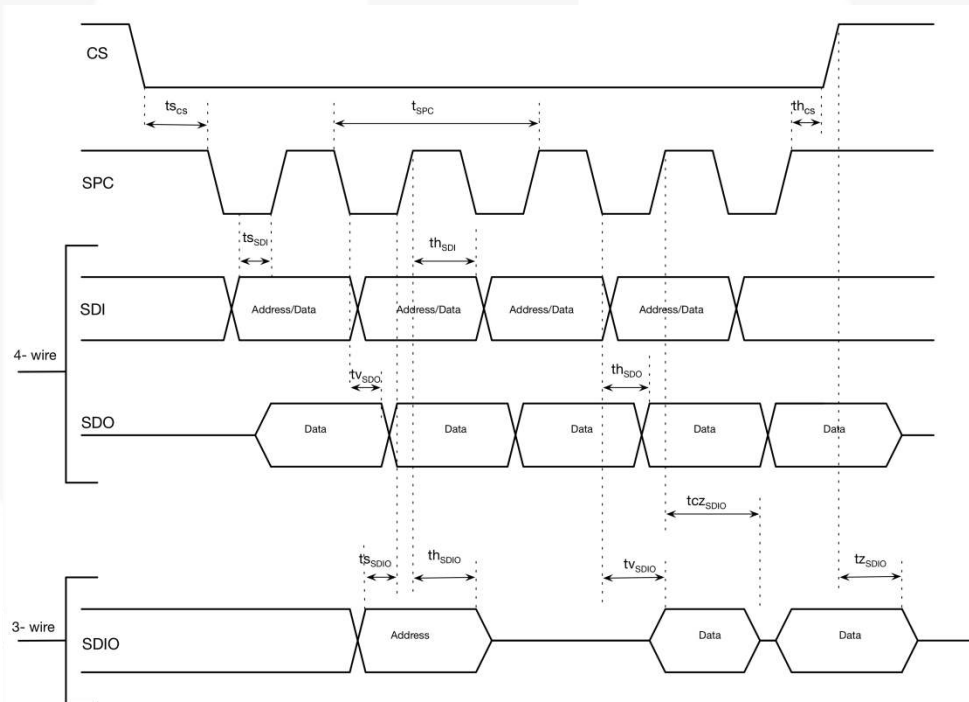 CS
ts_CS
t_SPC
th_CS
SPC
ts_SDI
th_SDI
SDI
Address/Data
Address/Data
Address/Data
Address/Data
4- wire
tv_SDO
th_SDO
SDO
Data
Data
Data
Data
Data
tcz_SDIO
ts_SDIO
th_SDIO
tv_SDIO
tz_SDIO
3- wire
SDIO
Address
Data
Data